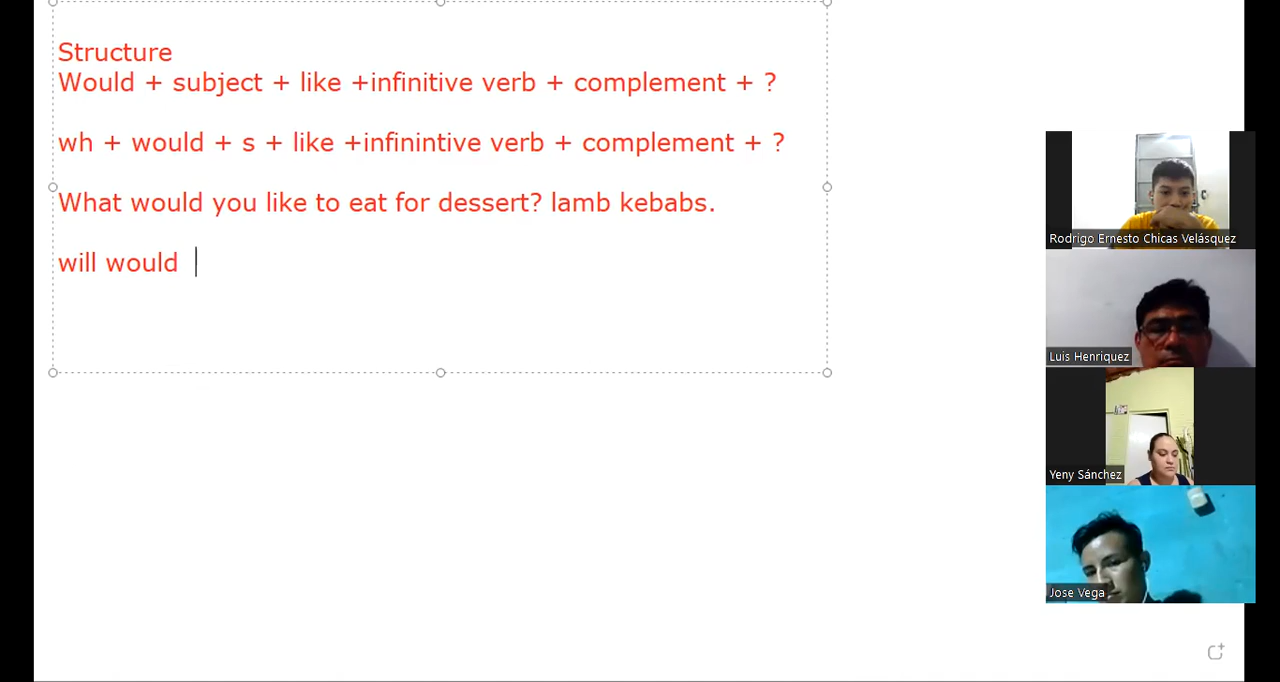 Structure
Would + subject + like +infinitive verb + complement + ?
wh + would + s + like +infinintive verb + complement + ?
What would you like to eat for dessert? lamb kebabs.
will would
Rodrigo Ernesto Chicas Velásquez
Luis Henriquez
Yeny Sánchez
Jose Vega